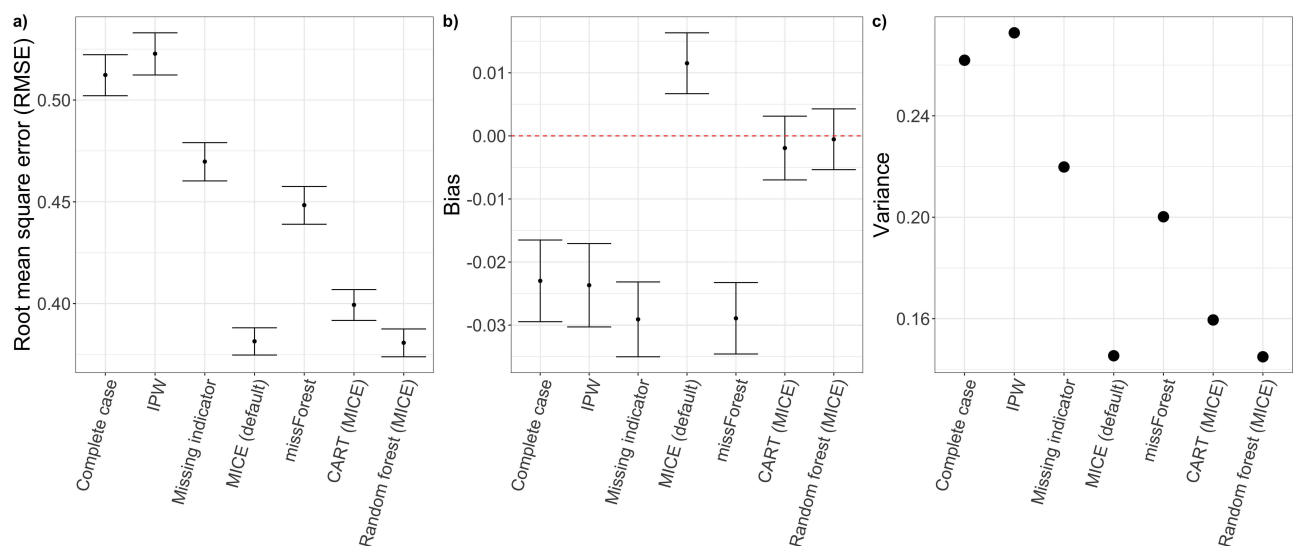 a)
Root mean square error (RMSE)
0.50
0.45
0.40
Complete case
IPW
Missing indicator
MICE (default)
missForest
CART (MICE)
Random forest (MICE)
b)
Bias
0.01
0.00
-0.01
-0.02
-0.03
Complete case
IPW
Missing indicator
MICE (default)
missForest
CART (MICE)
Random forest (MICE)
c)
Variance
0.24
0.20
0.16
Complete case
IPW
Missing indicator
MICE (default)
missForest
CART (MICE)
Random forest (MICE)